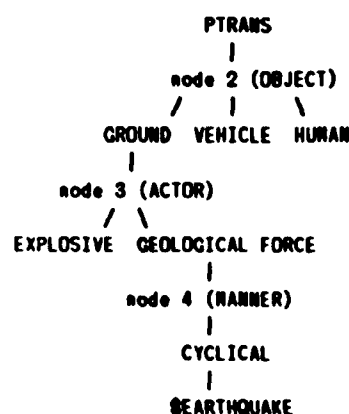 PTRANS
node 2 (OBJECT)
GROUND VEHICLE HUMAN
node 3 (ACTOR)
EXPLOSIVE GEOLOGICAL FORCE
node 4 (MANNER)
CYCLICAL
$EARTHQUAKE